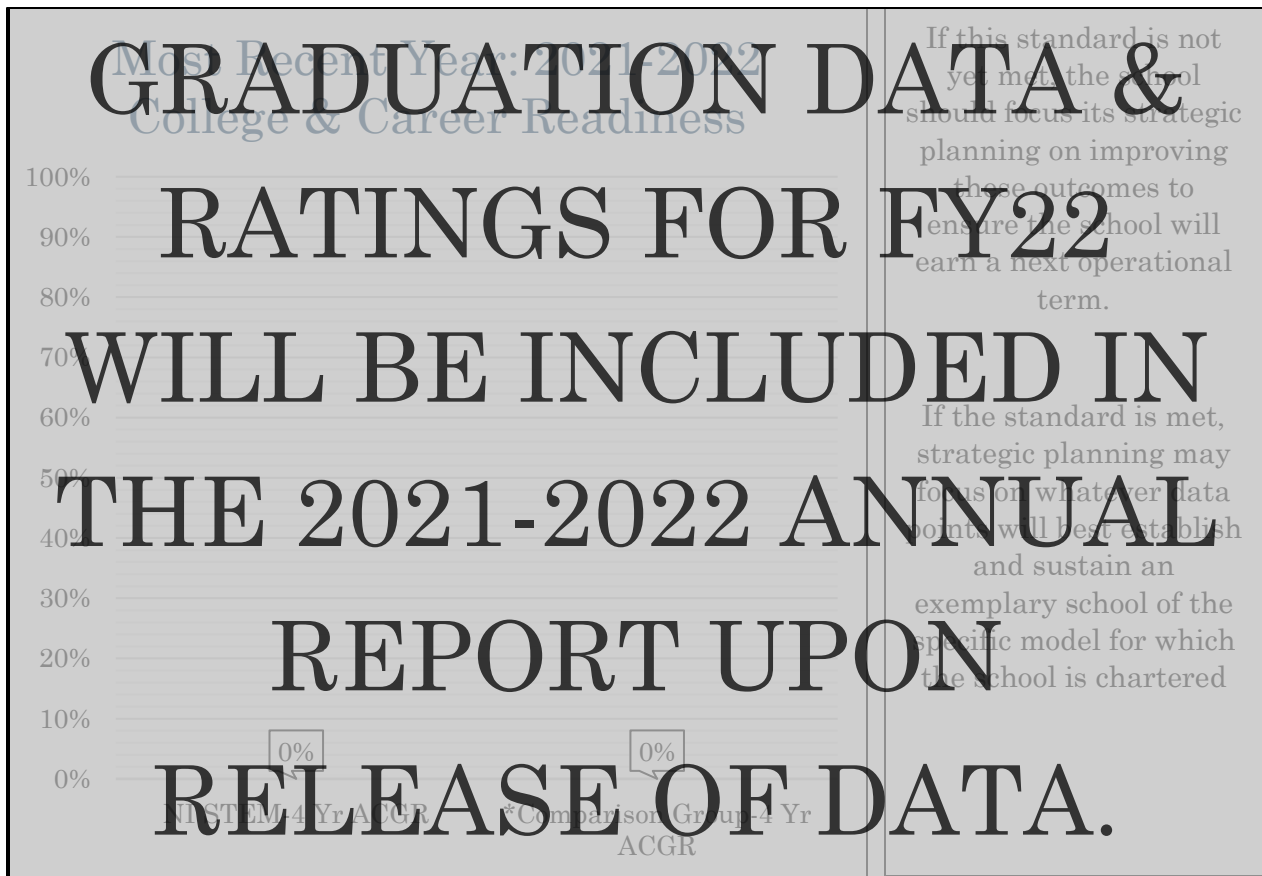 GRADUATION DATA &
RATINGS FOR FY22
WILL BE INCLUDED IN
THE 2021-2022 ANNUAL
REPORT UPON
RELEASE OF DATA.
Most Recent Year: 2021-2022
College & Career Readiness
100%
90%
80%
70%
60%
50%
40%
30%
20%
10%
0%
0%
0%
STEM-4 Yr ACGR
*Comparison Group-4 Yr
ACGR
If this standard is not
yet met, the school
should focus its strategic
planning on improving
these outcomes to
ensure the school will
earn a next operational
term.
If the standard is met,
strategic planning may
focus on whatever data
points will best establish
and sustain an
exemplary school of the
specific model for which
the school is chartered